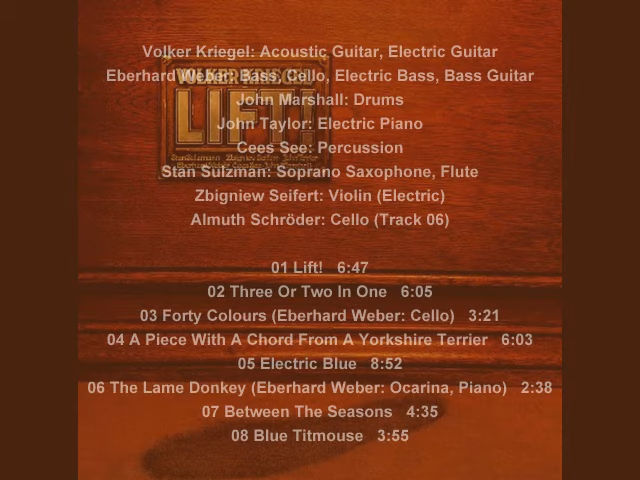 Volker Kriegel: Acoustic Guitar, Electric Guitar
Eberhard Weber: Bass, Cello, Electric Bass, Bass Guitar
VOLKER KRIEGEL
John Marshall: Drums
LIFT!
John Taylor: Electric Piano
Cees See: Percussion
Stan Sulzman: Soprano Saxophone, Flute
Zbigniew Seifert: Violin (Electric)
Almuth Schröder: Cello (Track 06)
01 Lift! 6:47
02 Three Or Two In One 6:05
03 Forty Colours (Eberhard Weber: Cello) 3:21
04 A Piece With A Chord From A Yorkshire Terrier 6:03
05 Electric Blue 8:52
06 The Lame Donkey (Eberhard Weber: Ocarina, Piano) 2:38
07 Between The Seasons 4:35
08 Blue Titmouse 3:55